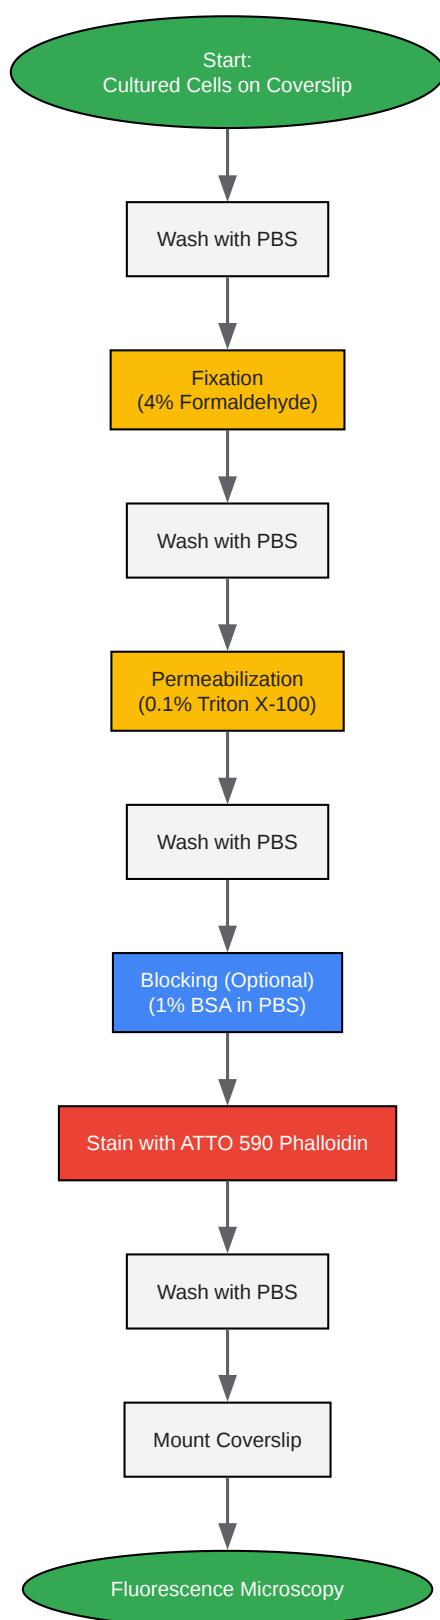 Start:
Cultured Cells on Coverslip
Wash with PBS
Fixation
(4% Formaldehyde)
Wash with PBS
Permeabilization
(0.1% Triton X-100)
Wash with PBS
Blocking (Optional)
(1% BSA in PBS)
Stain with ATTO 590 Phalloidin
Wash with PBS
Mount Coverslip
Fluorescence Microscopy